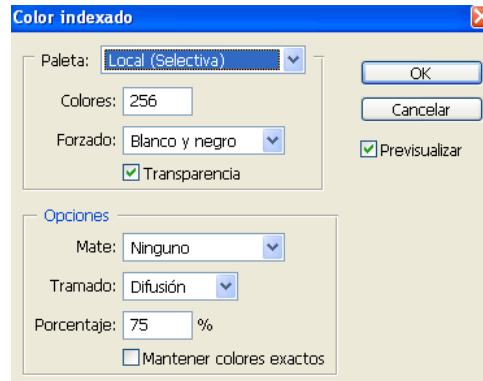 Color indexado
Paleta: Local (Selectiva)
OK
Colores: 256
Cancelar
Forzado: Blanco y negro
Previsualizar
Transparencia
Opciones
Mate: Ninguno
Tramado: Difusión
Porcentaje: 75 %
Mantener colores exactos